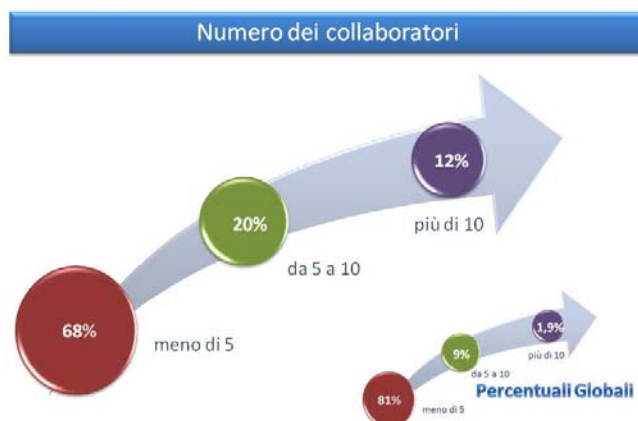 Numero dei collaboratori
12%
più di 10
20%
da 5 a 10
68%
meno di 5
1,9%
più di 10
9%
da 5 a 10
Percentuali Globali
81%
meno di 5